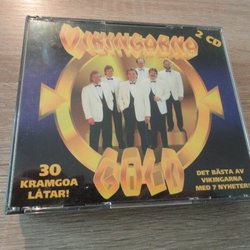 VIKINGARNA
2 CD
30
KRAMGOA
LÅTAR!
GOLD
DET BÄSTA AV
VIKINGARNA
MED 7 NYHETER!